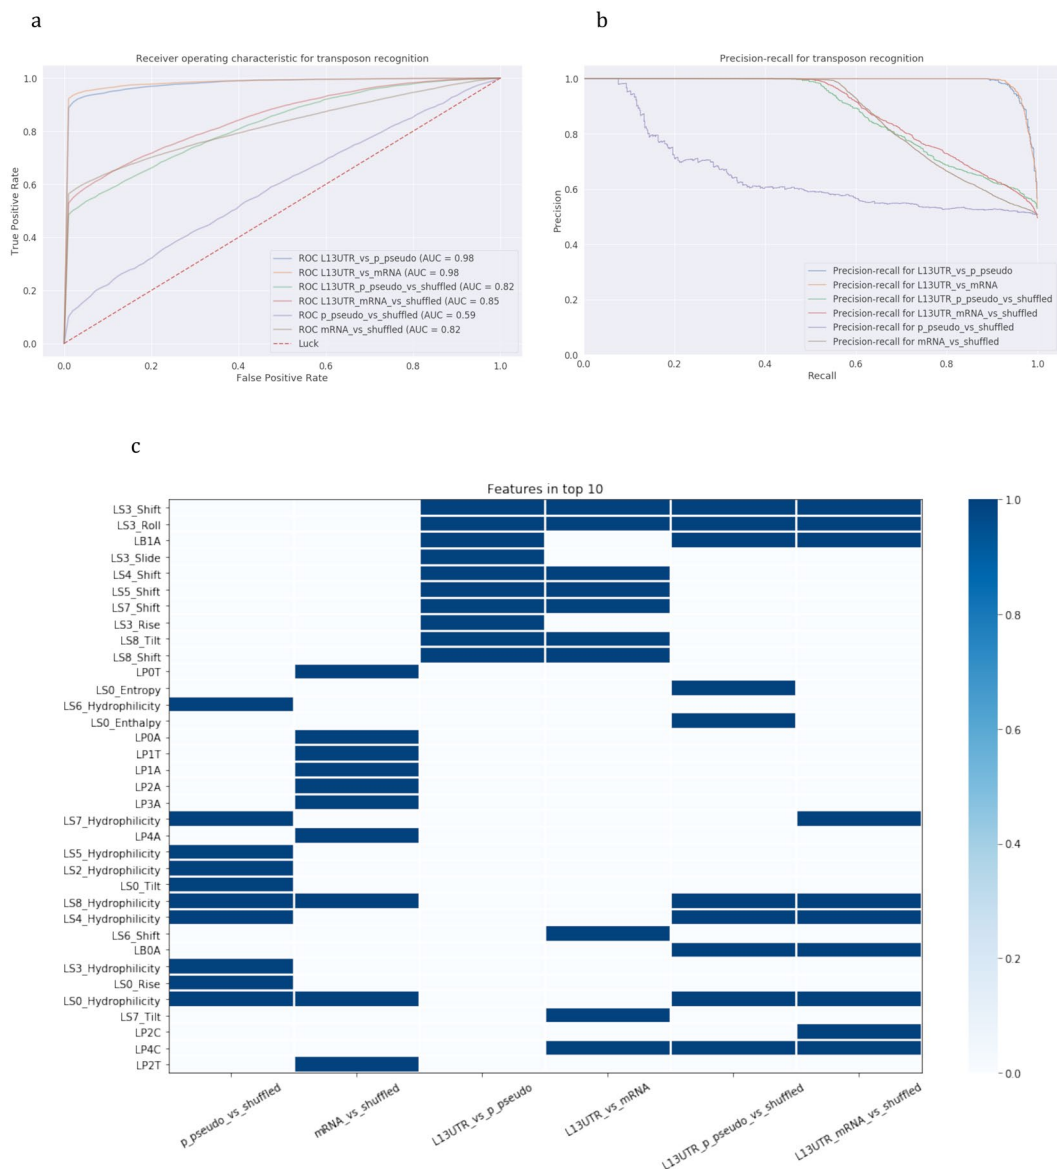 a
b
Receiver operating characteristic for transposon recognition
True Positive Rate
1.0
0.8
0.6
0.4
0.2
0.0
ROC L13UTR_vs_p_pseudo (AUC = 0.98
ROC L13UTR_vs_mRNA (AUC = 0.98
ROC L13UTR_p_pseudo_vs_shuffled (AUC = 0.82
ROC L13UTR_mRNA_vs_shuffled (AUC = 0.85
ROC p_pseudo_vs_shuffled (AUC = 0.59
ROC mRNA_vs_shuffled (AUC = 0.82
Luck
0.0 0.2 0.4 0.6 0.8 1.0
False Positive Rate
Precision-recall for transposon recognition
Precision
1.0
0.8
0.6
0.4
0.2
0.0
Precision-recall for L13UTR_vs_p_pseudo
Precision-recall for L13UTR_vs_mRNA
Precision-recall for L13UTR_p_pseudo_vs_shuffled
Precision-recall for L13UTR_mRNA_vs_shuffled
Precision-recall for p_pseudo_vs_shuffled
Precision-recall for mRNA_vs_shuffled
0.0 0.2 0.4 0.6 0.8 1.0
Recall
c
Features in top 10
LS3_Shift
LS3_Roll
LB1A
LS3_Slide
LS4_Shift
LS5_Shift
LS7_Shift
LS3_Rise
LS8_Tilt
LS8_Shift
LP0T
LS0_Entropy
LS6_Hydrophilicity
LS0_Enthalpy
LP0A
LP1T
LP1A
LP2A
LP3A
LS7_Hydrophilicity
LP4A
LS5_Hydrophilicity
LS2_Hydrophilicity
LS0_Tilt
LS8_Hydrophilicity
LS4_Hydrophilicity
LS6_Shift
LB0A
LS3_Hydrophilicity
LS0_Rise
LS0_Hydrophilicity
LS7_Tilt
LP2C
LP4C
LP2T
p_pseudo_vs_shuffled
mRNA_vs_shuffled
L13UTR_vs_p_pseudo
L13UTR_vs_mRNA
L13UTR_p_pseudo_vs_shuffled
L13UTR_mRNA_vs_shuffled
1.0
0.8
0.6
0.4
0.2
0.0